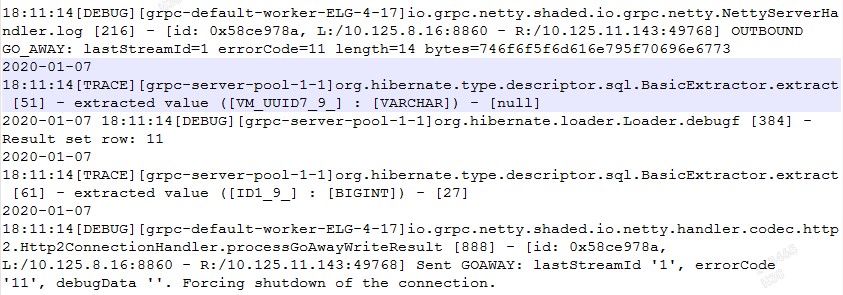 18:11:14[DEBUG][grpc-default-worker-ELG-4-17]io.grpc.netty.shaded.io.grpc.netty.NettyServerHa
ndler.log [216] - [id: 0x58ce978a, L:/10.125.8.16:8860 - R:/10.125.11.143:49768] OUTBOUND
GO_AWAY: lastStreamId=1 errorCode=11 length=14 bytes=746f6f5f6d616e795f70696e6773
2020-01-07
18:11:14[TRACE][grpc-server-pool-1-1]org.hibernate.type.descriptor.sql.BasicExtractor.extract
[51] - extracted value ([VM_UUID7_9_] : [VARCHAR]) - [null]
2020-01-07 18:11:14[DEBUG][grpc-server-pool-1-1]org.hibernate.loader.Loader.debugf [384] -
Result set row: 11
2020-01-07
18:11:14[TRACE][grpc-server-pool-1-1]org.hibernate.type.descriptor.sql.BasicExtractor.extract
[61] - extracted value ([ID1_9_] : [BIGINT]) - [27]
2020-01-07
18:11:14[DEBUG][grpc-default-worker-ELG-4-17]io.grpc.netty.shaded.io.netty.handler.codec.http
2.Http2ConnectionHandler.processGoAwayWriteResult [888] - [id: 0x58ce978a,
L:/10.125.8.16:8860 - R:/10.125.11.143:49768] Sent GOAWAY: lastStreamId '1', errorCode
'11', debugData ''. Forcing shutdown of the connection.